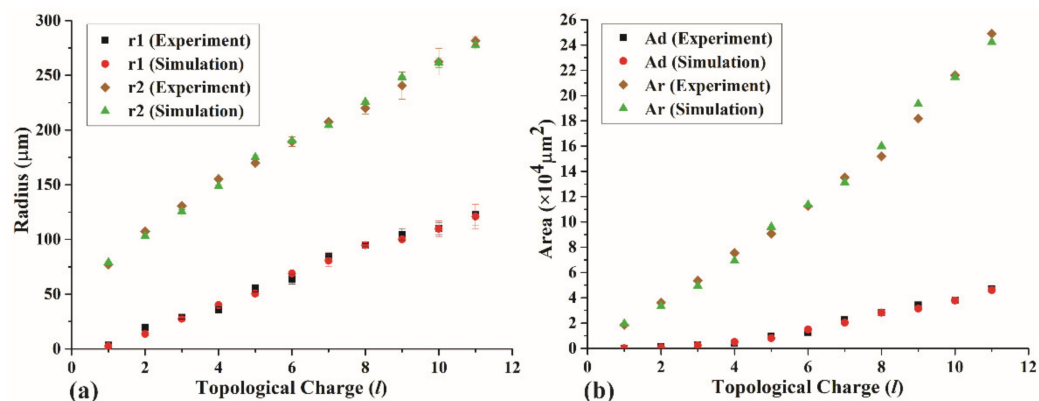 300
250
200
150
100
50
0
Radius (μm)
r1 (Experiment)
r1 (Simulation)
r2 (Experiment)
r2 (Simulation)
0 2 4 6 8 10 12
Topological Charge (l)
(a)
26
24
22
20
18
16
14
12
10
8
6
4
2
0
Area (×10⁴μm²)
Ad (Experiment)
Ad (Simulation)
Ar (Experiment)
Ar (Simulation)
0 2 4 6 8 10 12
Topological Charge (l)
(b)